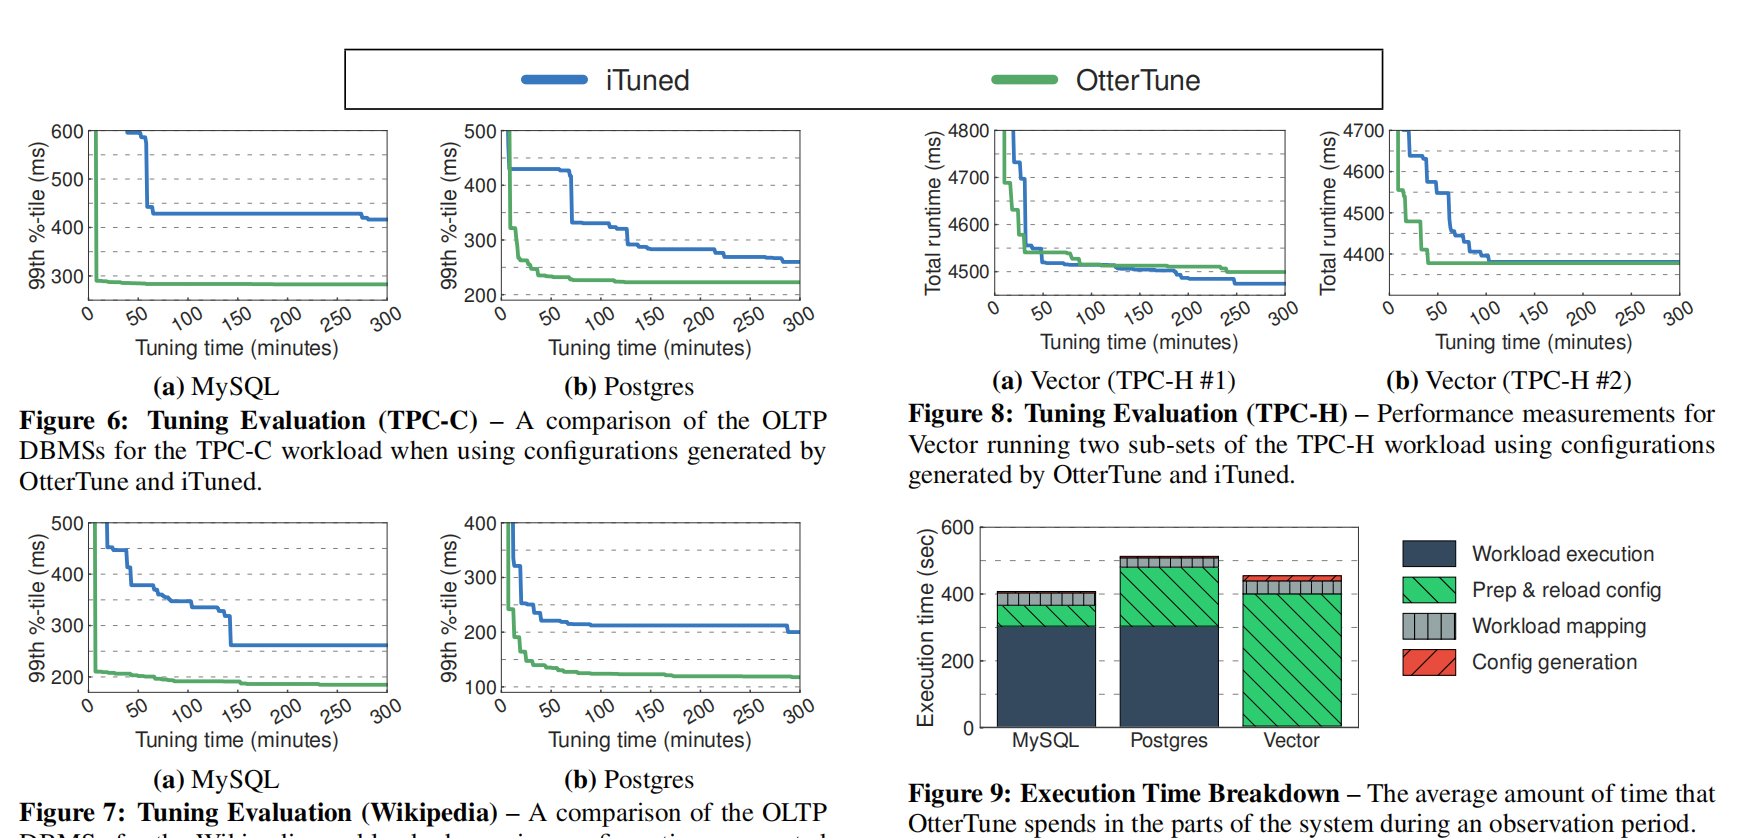 iTuned
OtterTune
600
500
400
300
99th %-tile (ms)
0
50
100
150
200
250
300
Tuning time (minutes)
(a) MySQL
500
400
300
200
99th %-tile (ms)
0
50
100
150
200
250
300
Tuning time (minutes)
(b) Postgres
Figure 6: Tuning Evaluation (TPC-C) – A comparison of the OLTP
DBMSs for the TPC-C workload when using configurations generated by
OtterTune and iTuned.
500
400
300
200
99th %-tile (ms)
0
50
100
150
200
250
300
Tuning time (minutes)
(a) MySQL
400
300
200
100
99th %-tile (ms)
0
50
100
150
200
250
300
Tuning time (minutes)
(b) Postgres
Figure 7: Tuning Evaluation (Wikipedia) – A comparison of the OLTP
4800
4700
4600
4500
Total runtime (ms)
0
50
100
150
200
250
300
Tuning time (minutes)
(a) Vector (TPC-H #1)
4700
4600
4500
4400
Total runtime (ms)
0
50
100
150
200
250
300
Tuning time (minutes)
(b) Vector (TPC-H #2)
Figure 8: Tuning Evaluation (TPC-H) – Performance measurements for
Vector running two sub-sets of the TPC-H workload using configurations
generated by OtterTune and iTuned.
600
400
200
0
Execution time (sec)
MySQL
Postgres
Vector
Workload execution
Prep & reload config
Workload mapping
Config generation
Figure 9: Execution Time Breakdown – The average amount of time that
OtterTune spends in the parts of the system during an observation period.